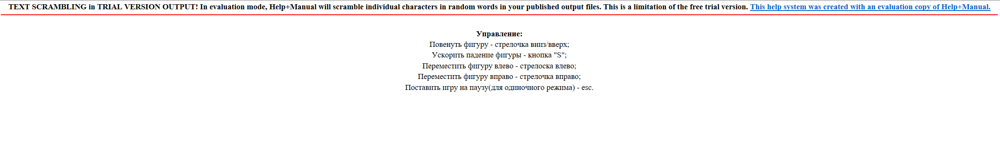 TEXT SCRAMBLING in TRIAL VERSION OUTPUT! In evaluation mode, Help+Manual will scramble individual characters in random words in your published output files. This is a limitation of the free trial version. This help system was created with an evaluation copy of Help+Manual.
Управление:
Повенуть фигуру - стрелочка вниз/вверх;
Ускорить падение фигуры - кнопка "S";
Переместить фигуру влево - стрелоска влево;
Переместить фигуру вправо - стрелочка вправо;
Поставить игру на паузу(для одиночного режима) - esc.